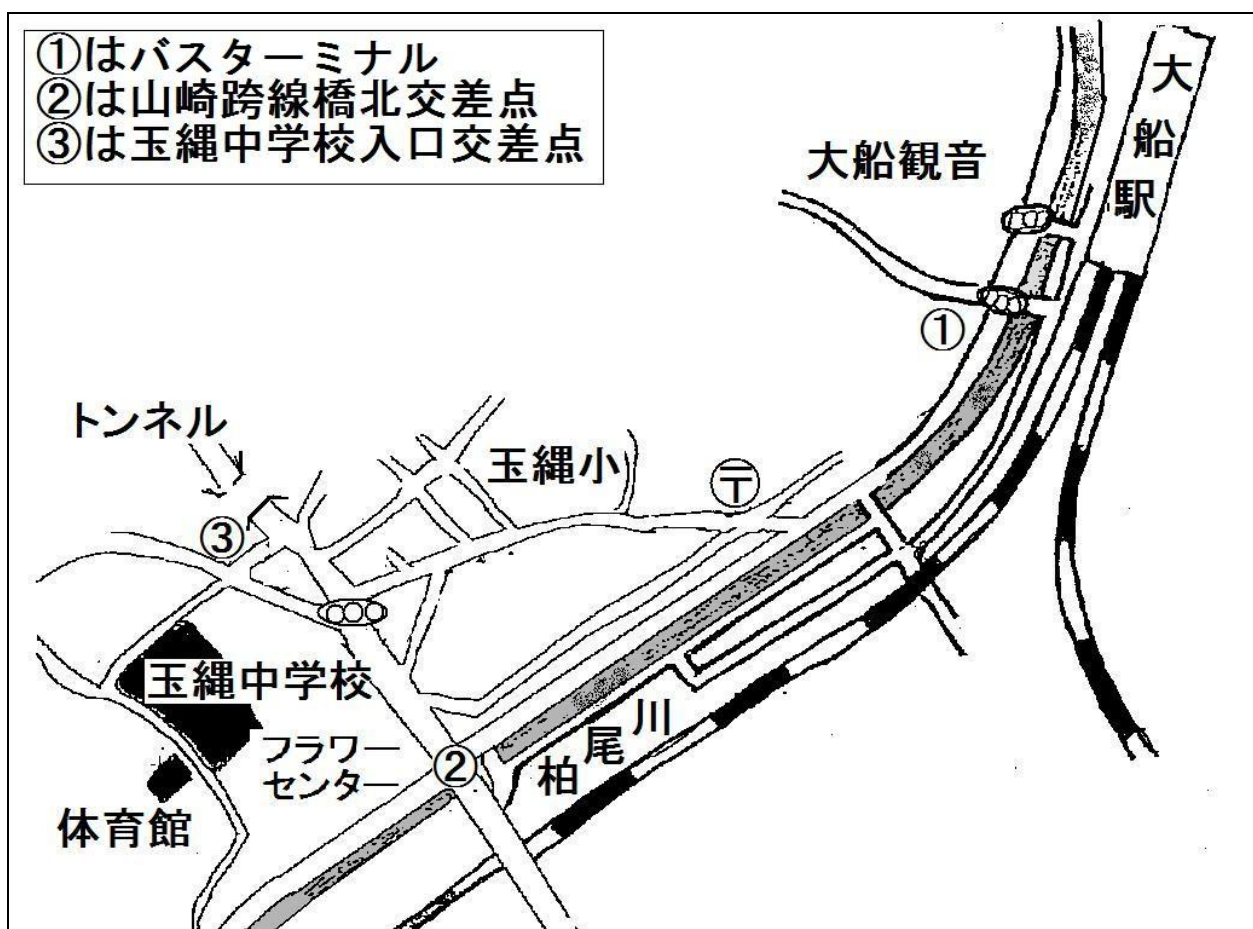 ①はバスターミナル
②は山崎跨線橋北交差点
③は玉縄中学校入口交差点
大船駅
大船観音
①
トンネル
玉縄小
〒
③
玉縄中学校
フラワー
センター
②
柏尾川
体育館